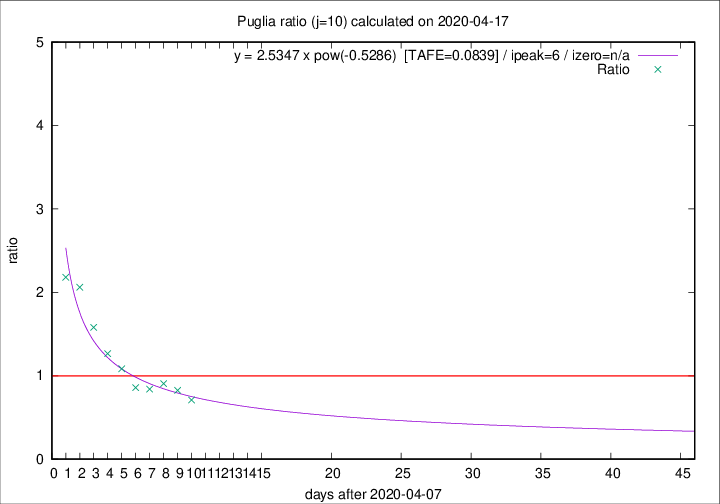 Puglia ratio (j=10) calculated on 2020-04-17
y = 2.5347 x pow(-0.5286)  [TAFE=0.0839] / ipeak=6 / izero=n/a
Ratio
5
4
3
2
1
0
ratio
0 1 2 3 4 5 6 7 8 9 10 11 12 13 14 15 20 25 30 35 40 45
days after 2020-04-07